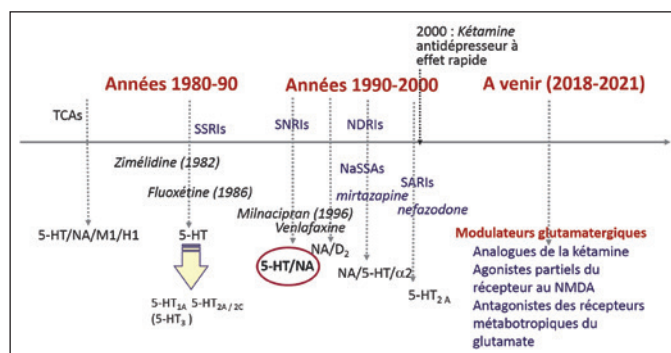 2000 : Kétamine
antidépresseur à
effet rapide
Années 1980-90
Années 1990-2000
A venir (2018-2021)
TCAs
SSRIs
SNRIs
NDRIs
Zimélidine (1982)
NaSSAs
mirtazapine
SARIs
nefazodone
Fluoxétine (1986)
Milnacipran (1996)
Venlafaxine
5-HT/NA/M1/H1
5-HT
NA/D₂
5-HT/NA
NA/5-HT/α2
5-HT₂ A
5-HT₁A 5-HT₂A / ₂C
(5-HT₃ )
Modulateurs glutamatergiques
Analogues de la kétamine
Agonistes partiels du
récepteur au NMDA
Antagonistes des récepteurs
métabotropiques du
glutamate